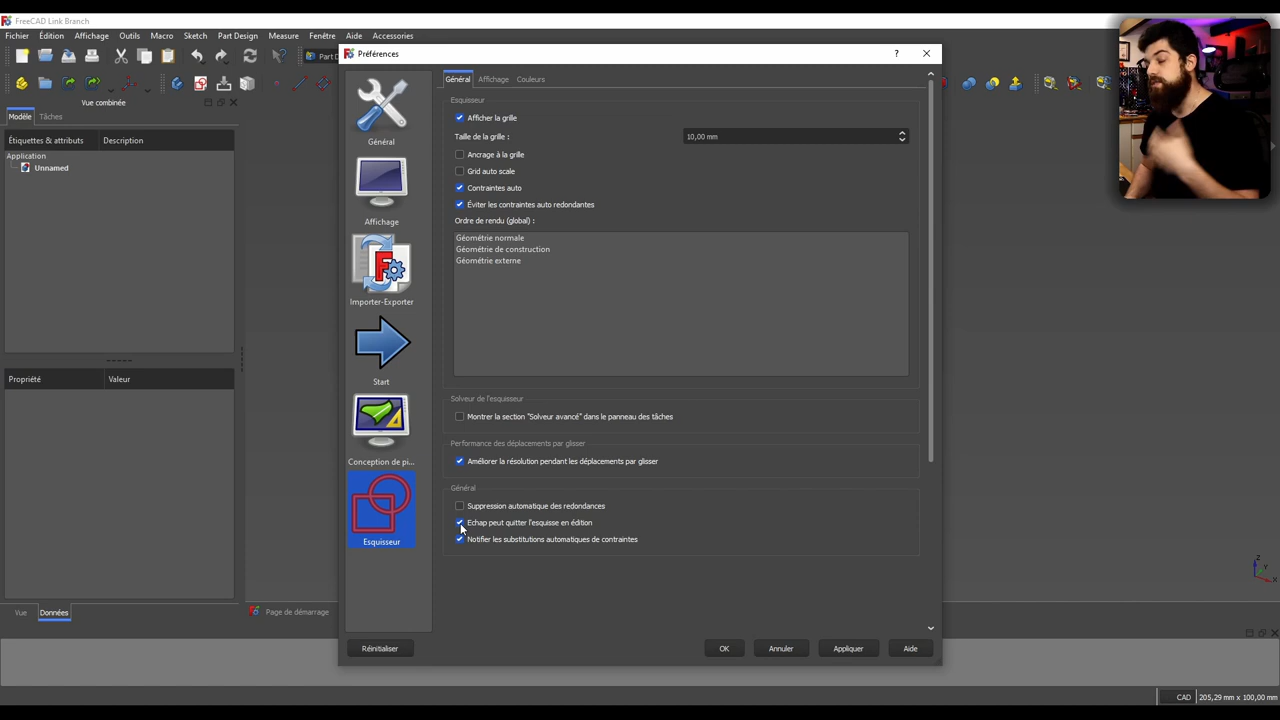 FreeCAD Link Branch
Fichier Édition Affichage Outils Macro Sketch Part Design Measure Fenêtre Aide Accessories
Part D
Préférences
?
Vue combinée
Modèle Tâches
Étiquettes & attributs Description
Application
Unnamed
Propriété Valeur
Vue Données
Page de démarrage
Général
Affichage
Importer-Exporter
Start
Conception de pi...
Esquisseur
Général Affichage Couleurs
Esquisseur
Afficher la grille
Taille de la grille : 10,00 mm
Ancrage à la grille
Grid auto scale
Contraintes auto
Éviter les contraintes auto redondantes
Ordre de rendu (global) :
Géométrie normale
Géométrie de construction
Géométrie externe
Solveur de l'esquisseur
Montrer la section "Solveur avancé" dans le panneau des tâches
Performance des déplacements par glisser
Améliorer la résolution pendant les déplacements par glisser
Général
Suppression automatique des redondances
Echap peut quitter l'esquisse en édition
Notifier les substitutions automatiques de contraintes
Réinitialiser OK Annuler Appliquer Aide
Z
Y
X
CAD 205,29 mm x 100,00 mm